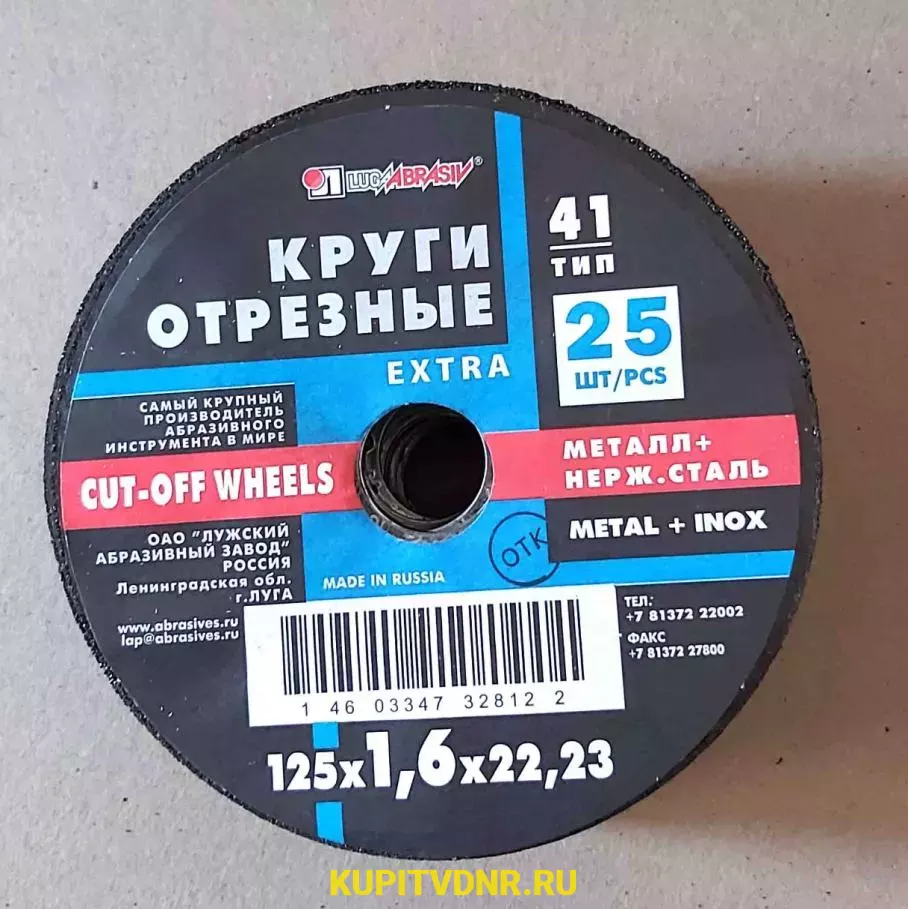 LUGAABRASIV®
КРУГИ
ОТРЕЗНЫЕ
EXTRA
41
ТИП
25
ШТ/PCS
САМЫЙ КРУПНЫЙ
ПРОИЗВОДИТЕЛЬ
АБРАЗИВНОГО
ИНСТРУМЕНТА В МИРЕ
CUT-OFF WHEELS
МЕТАЛЛ+
НЕРЖ.СТАЛЬ
METAL + INOX
ОАО "ЛУЖСКИЙ
АБРАЗИВНЫЙ ЗАВОД"
РОССИЯ
Ленинградская обл.
г.ЛУГА
www.abrasives.ru
lap@abrasives.ru
ОТК
MADE IN RUSSIA
ТЕЛ:
+7 81372 22002
ФАКС
+7 81372 27800
1 46 03347 32812 2
125x1,6x22,23
KUPITVDNR.RU